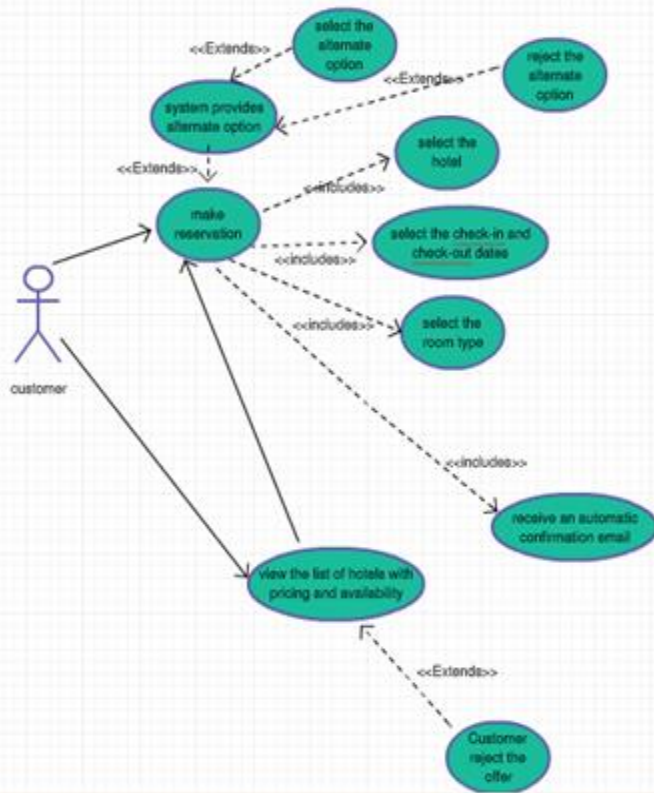 select the
alternate
option
<<Extends>>
reject the
alternate
option
<<Extends>>
system provides
alternate option
<<Extends>>
select the
hotel
<<includes>>
make
reservation
select the check-in and
check-out dates
<<includes>>
select the
room type
<<includes>>
customer
<<includes>>
receive an automatic
confirmation email
view the list of hotels with
pricing and availability
<<Extends>>
Customer
reject the
offer